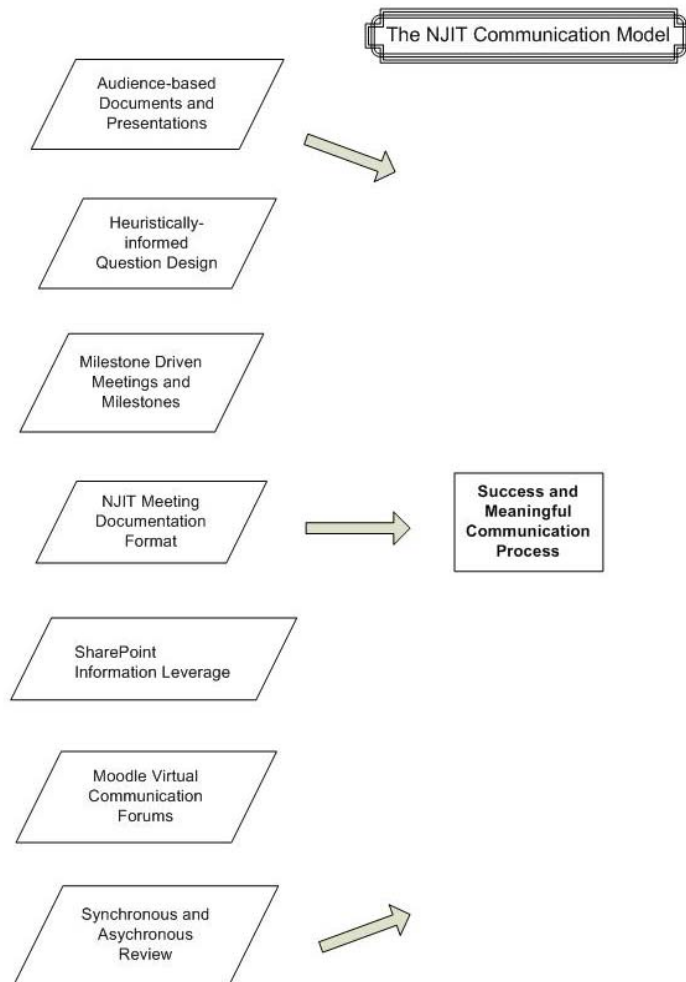 The NJIT Communication Model
Audience-based
Documents and
Presentations
Heuristically-
informed
Question Design
Milestone Driven
Meetings and
Milestones
NJIT Meeting
Documentation
Format
Success and
Meaningful
Communication
Process
SharePoint
Information Leverage
Moodle Virtual
Communication
Forums
Synchronous and
Asychronous
Review